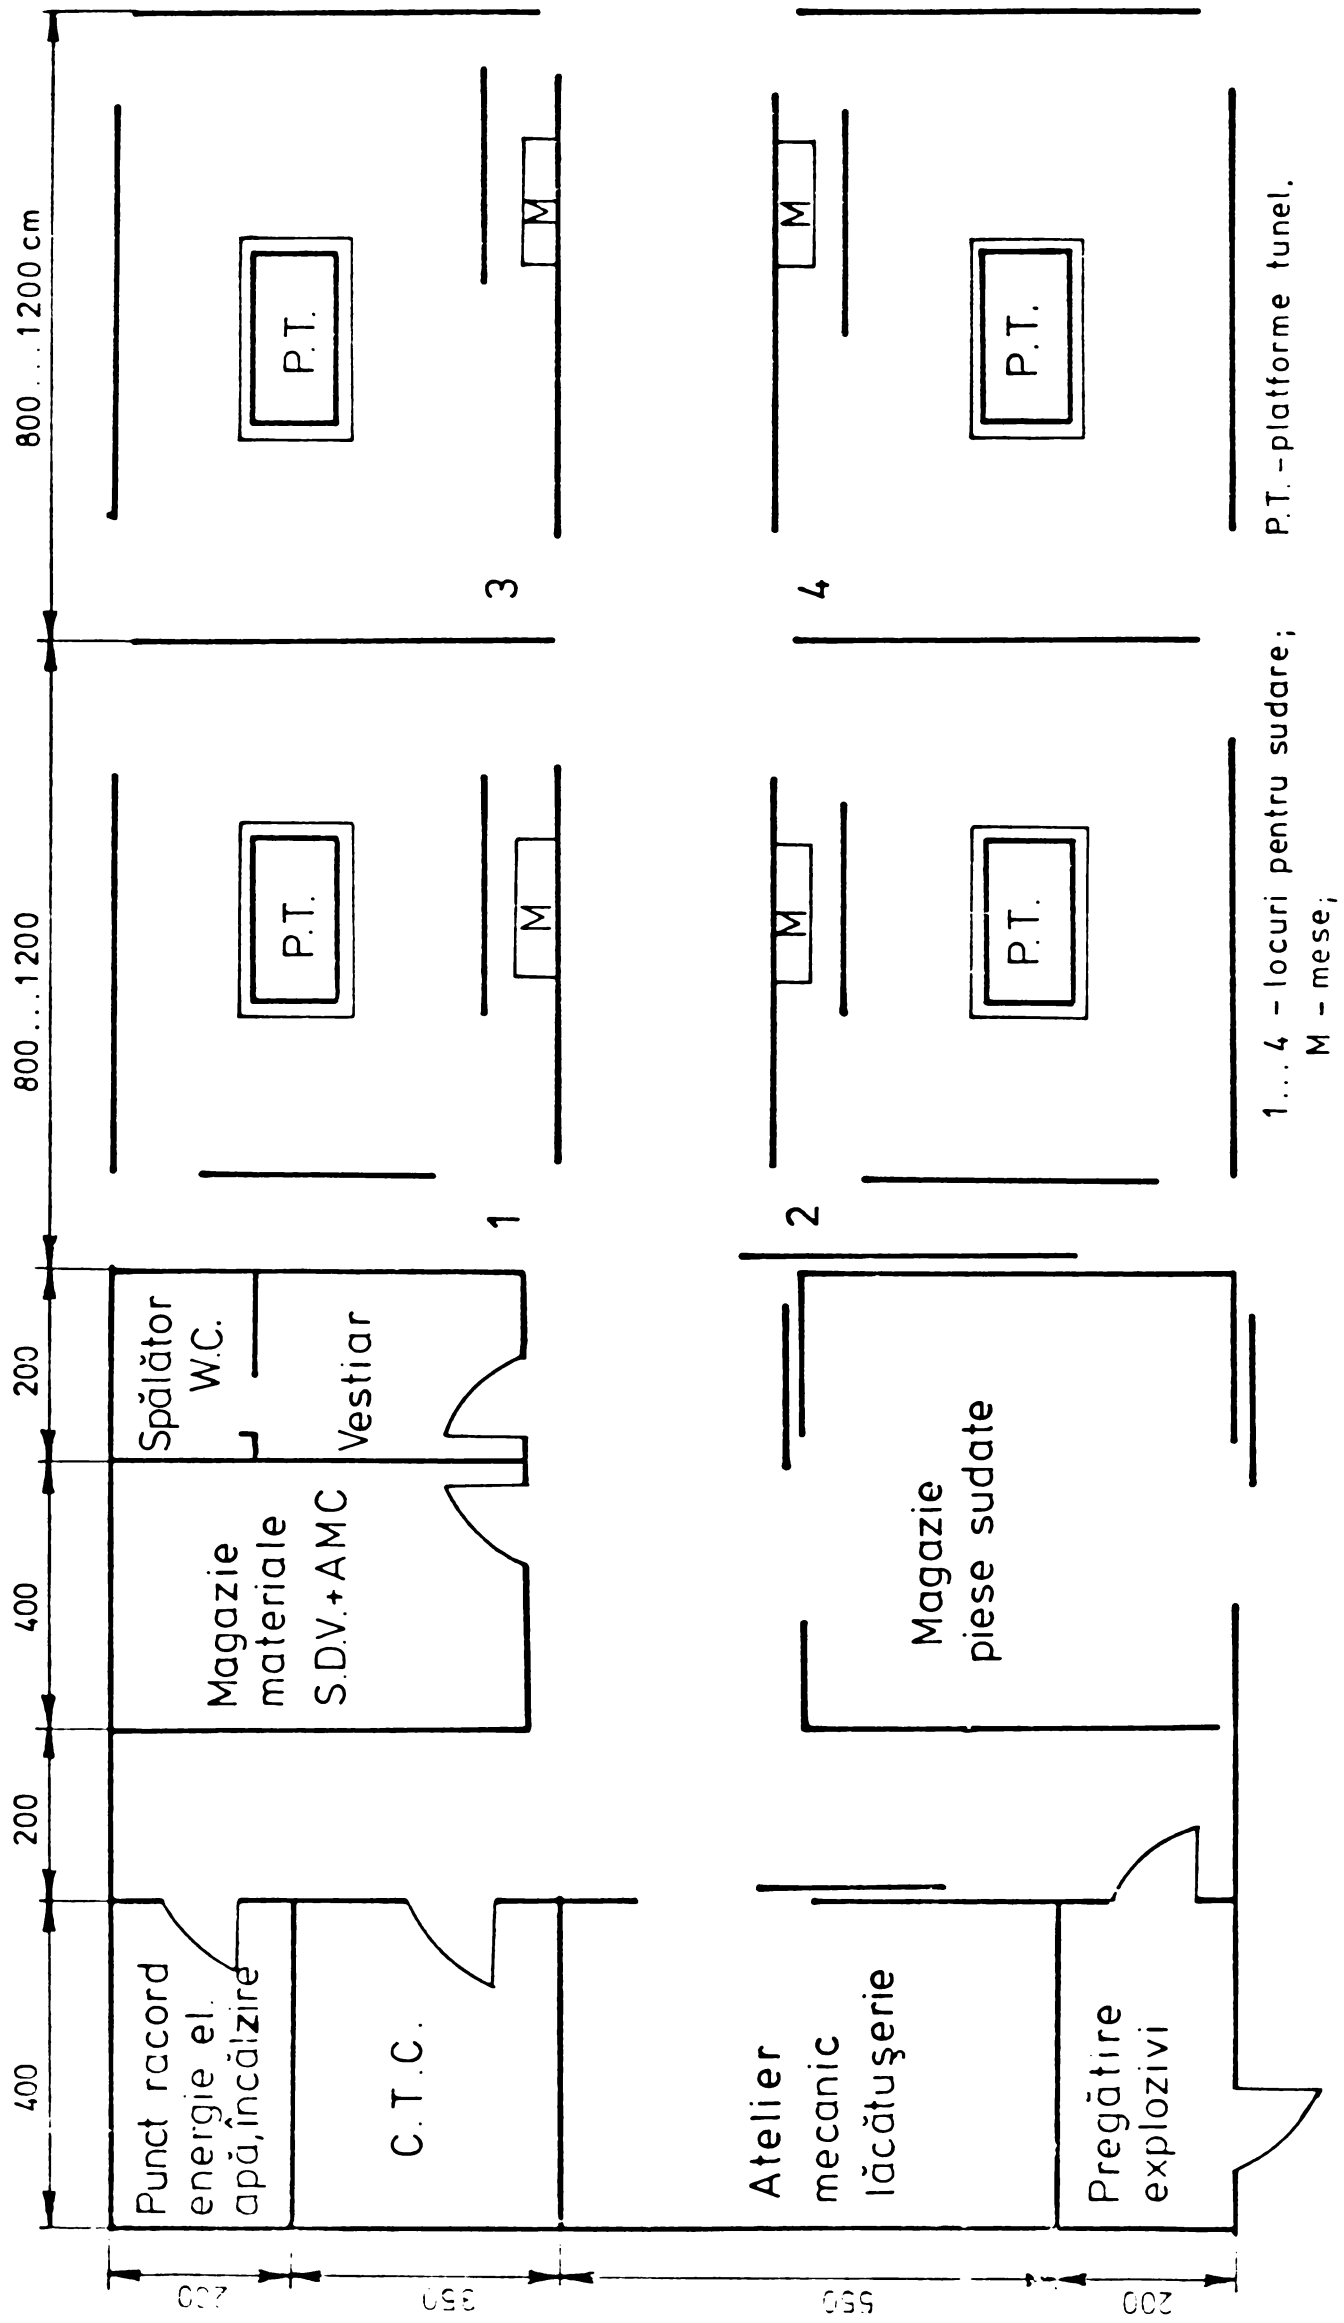 400
200
400
200
800...1200
800...1200 cm
Punct racord
energie el.
apă, încălzire
C.T.C.
Atelier
mecanic
lăcătuşerie
Pregătire
explozivi
Magazie
materiale
S.D.V.+AMC
Spălător
W.C.
Vestiar
Magazie
piese sudate
1
P.T.
M
2
M
P.T.
3
P.T.
M
4
M
P.T.
350
550
200
1...4 - locuri pentru sudare;
M - mese;
P.T. - platforme tunel.